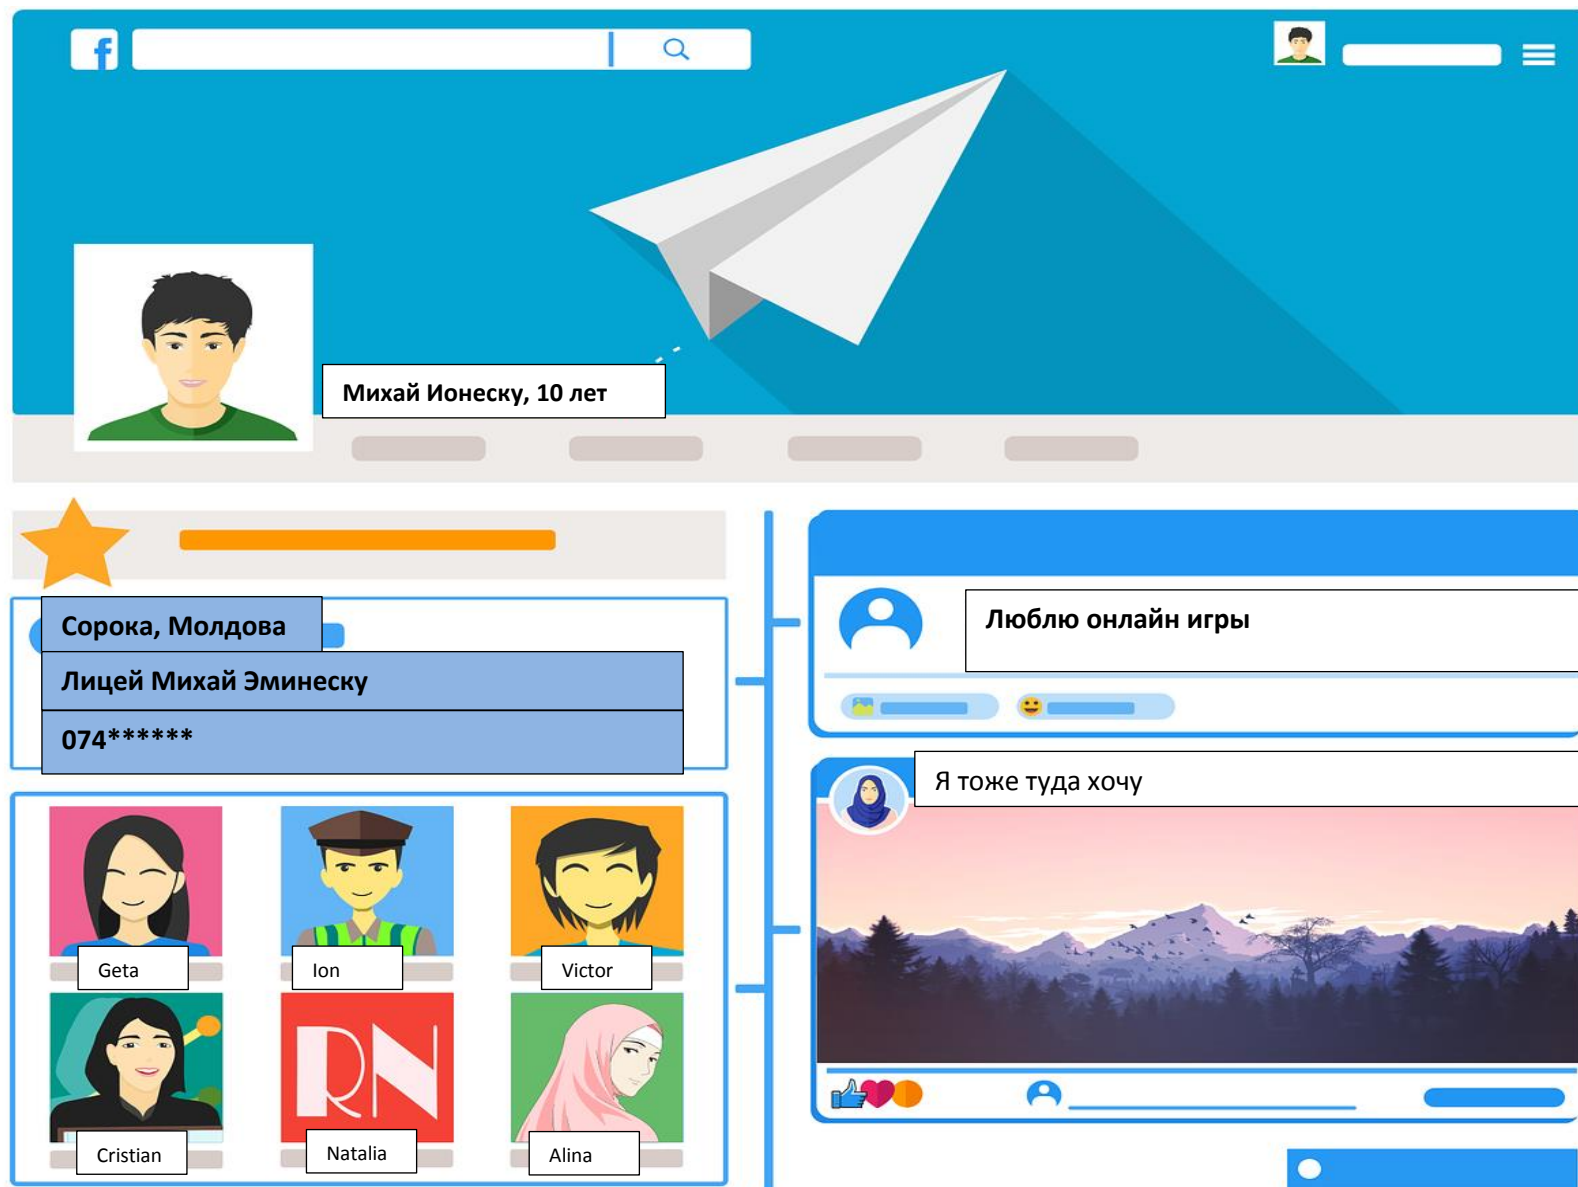 f
Михай Ионеску, 10 лет
Сорока, Молдова
Лицей Михай Эминеску
074******
Geta
Ion
Victor
Cristian
RN
Natalia
Alina
Люблю онлайн игры
Я тоже туда хочу